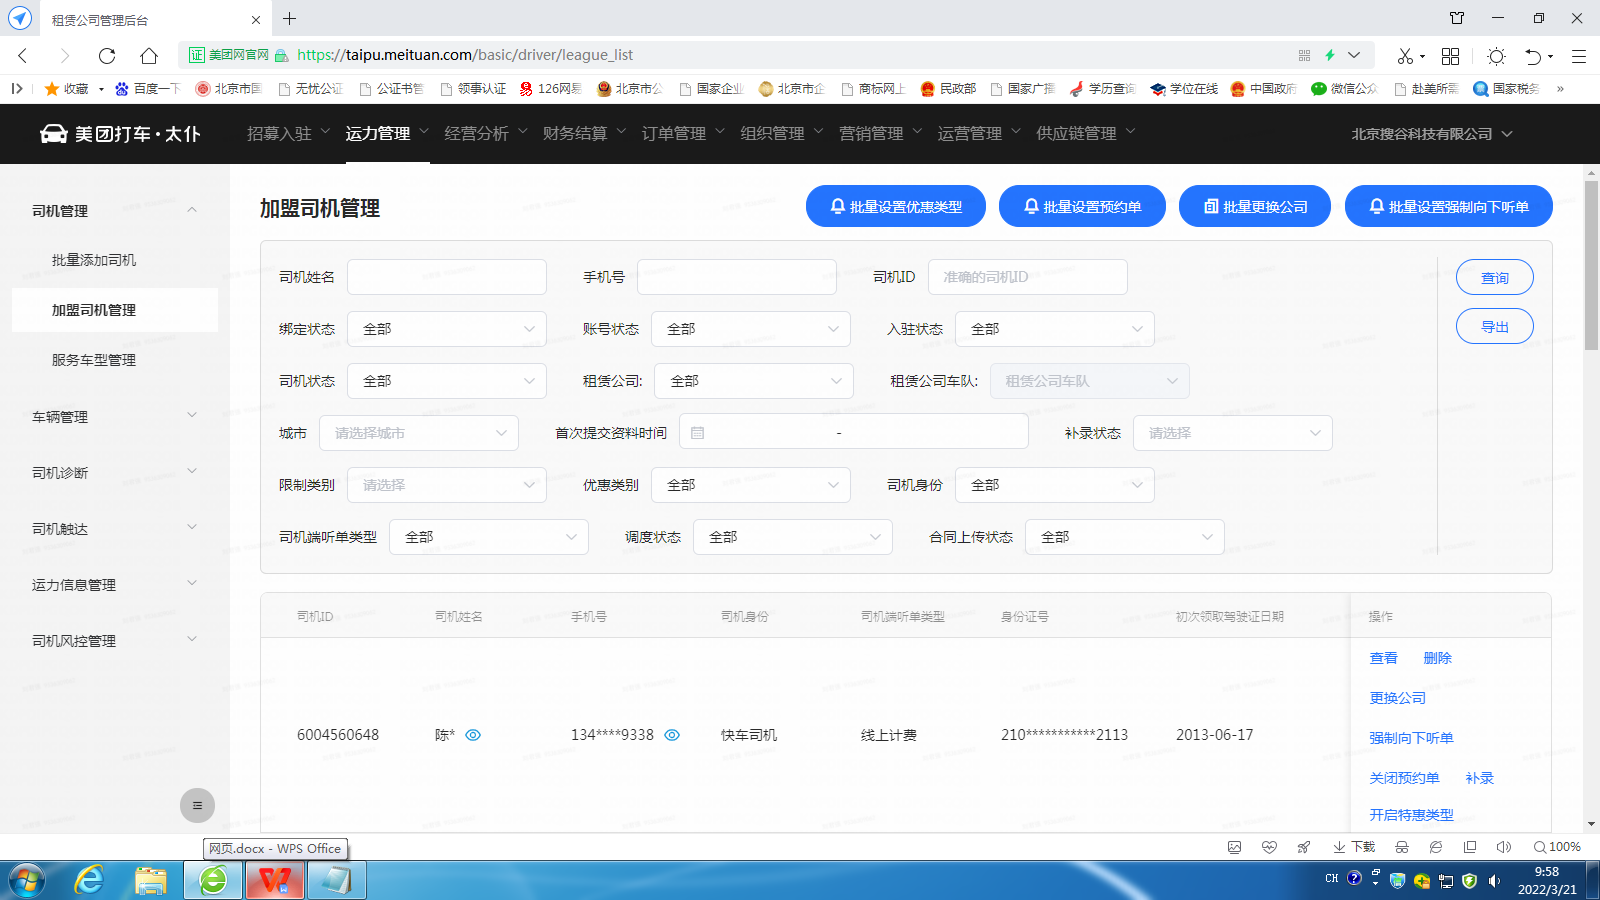 租赁公司管理后台
证 美团网官网 https://taipu.meituan.com/basic/driver/league_list
收藏 百度一下 北京市国 无忧公证 公证书管 领事认证 126网易 北京市公 国家企业 北京市企 商标网上 民政部 国家广播 学历查询 学位在线 中国政府 微信公众 赴美所需 国家税务 »
美团打车·太仆 招募入驻 运力管理 经营分析 财务结算 订单管理 组织管理 营销管理 运营管理 供应链管理 北京搜谷科技有限公司
司机管理
批量添加司机
加盟司机管理
服务车型管理
车辆管理
司机诊断
司机触达
运力信息管理
司机风控管理
加盟司机管理 批量设置优惠类型 批量设置预约单 批量更换公司 批量设置强制向下听单
司机姓名 手机号 司机ID 准确的司机ID 查询
绑定状态 全部 账号状态 全部 入驻状态 全部 导出
司机状态 全部 租赁公司: 全部 租赁公司车队: 租赁公司车队
城市 请选择城市 首次提交资料时间 - 补录状态 请选择
限制类别 请选择 优惠类别 全部 司机身份 全部
司机端听单类型 全部 调度状态 全部 合同上传状态 全部
司机ID 司机姓名 手机号 司机身份 司机端听单类型 身份证号 初次领取驾驶证日期 操作
6004560648 陈* 134****9338 快车司机 线上计费 210***********2113 2013-06-17
查看 删除
更换公司
强制向下听单
关闭预约单 补录
开启特惠类型
网页.docx - WPS Office
下载 100%
CH 9:58
2022/3/21